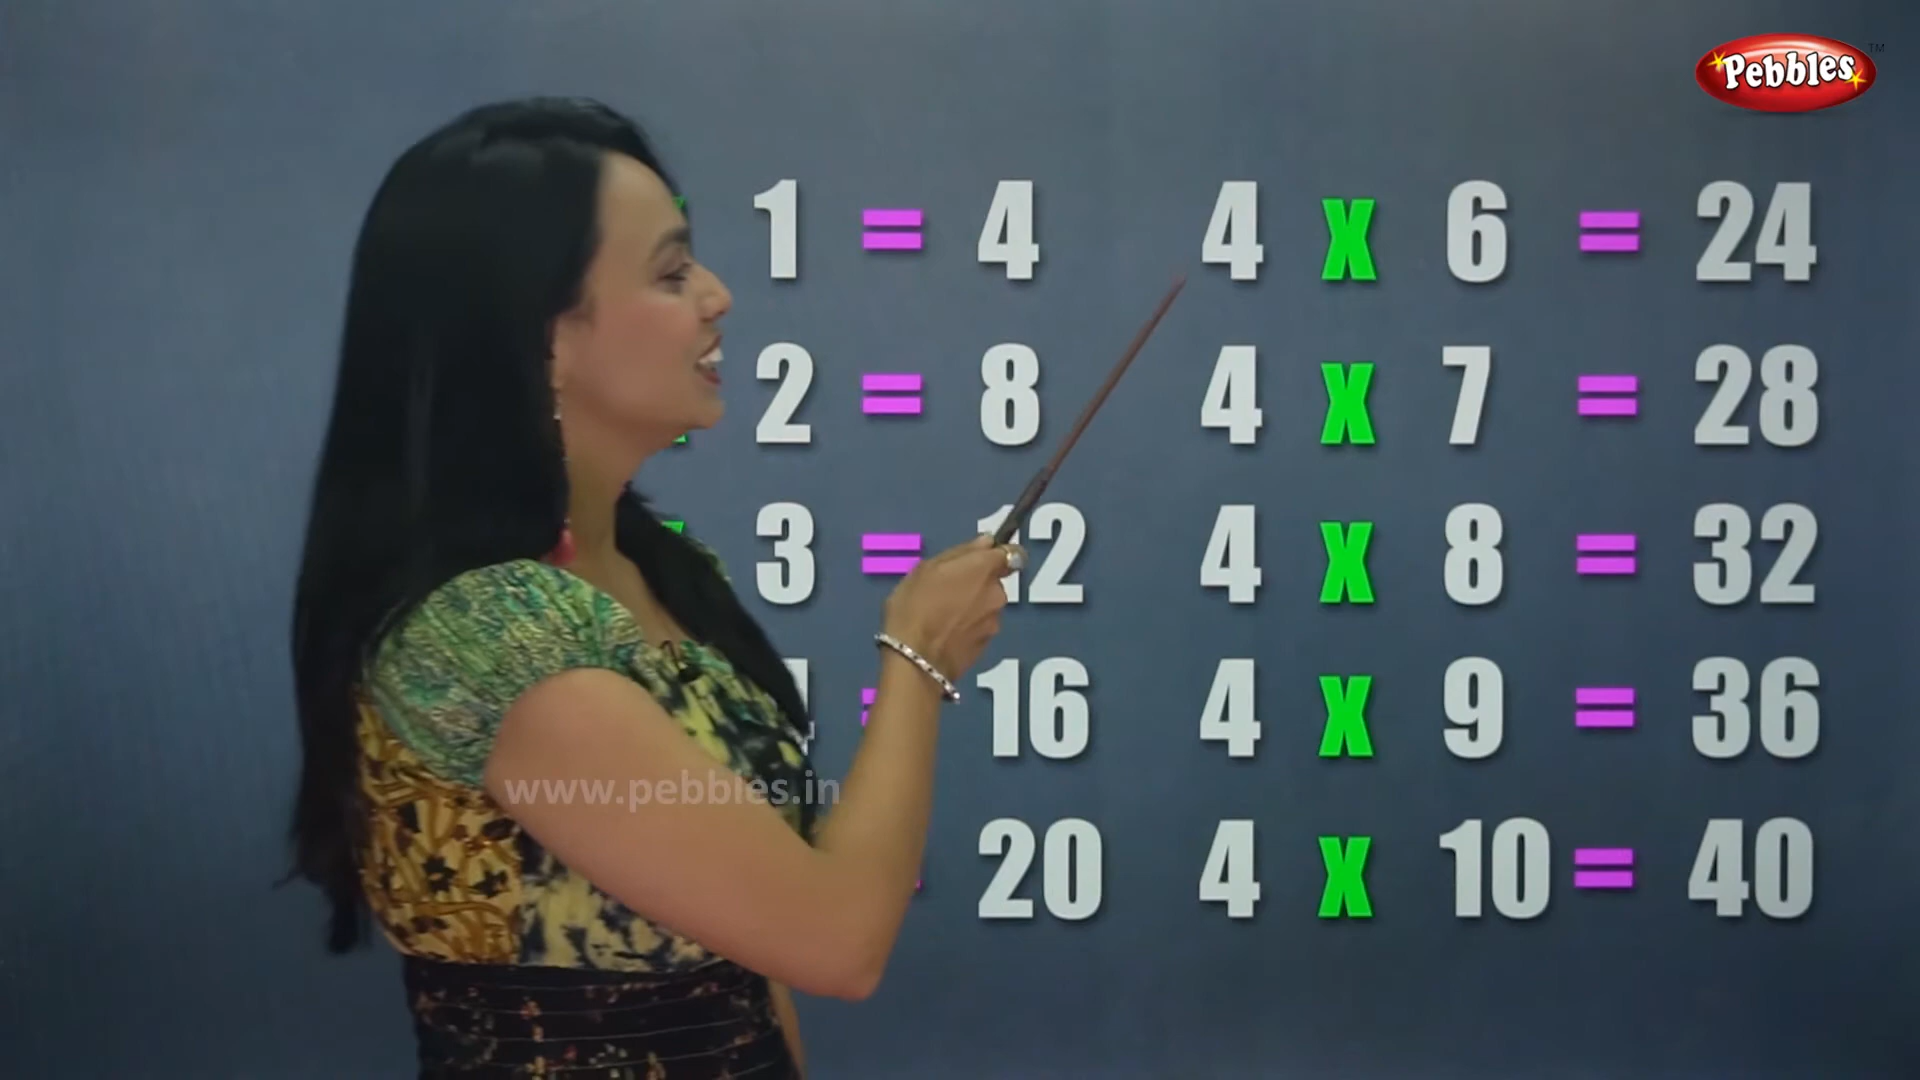 Pebbles TM
1 = 4 4 x 6 = 24
2 = 8 4 x 7 = 28
3 = 12 4 x 8 = 32
= 16 4 x 9 = 36
20 4 x 10 = 40
www.pebbles.in